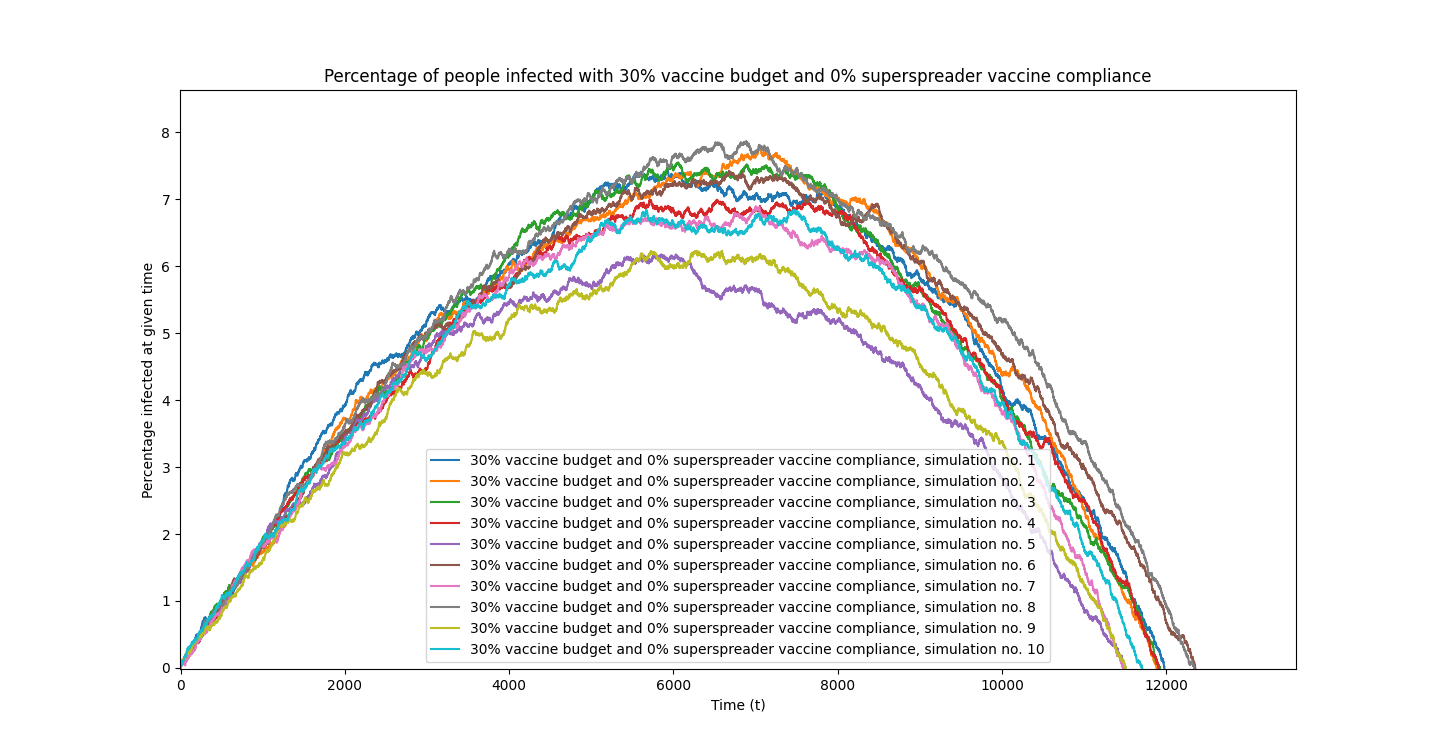 Percentage of people infected with 30% vaccine budget and 0% superspreader vaccine compliance
Percentage infected at given time
8
7
6
5
4
3
2
1
0
30% vaccine budget and 0% superspreader vaccine compliance, simulation no. 1
30% vaccine budget and 0% superspreader vaccine compliance, simulation no. 2
30% vaccine budget and 0% superspreader vaccine compliance, simulation no. 3
30% vaccine budget and 0% superspreader vaccine compliance, simulation no. 4
30% vaccine budget and 0% superspreader vaccine compliance, simulation no. 5
30% vaccine budget and 0% superspreader vaccine compliance, simulation no. 6
30% vaccine budget and 0% superspreader vaccine compliance, simulation no. 7
30% vaccine budget and 0% superspreader vaccine compliance, simulation no. 8
30% vaccine budget and 0% superspreader vaccine compliance, simulation no. 9
30% vaccine budget and 0% superspreader vaccine compliance, simulation no. 10
0 2000 4000 6000 8000 10000 12000
Time (t)